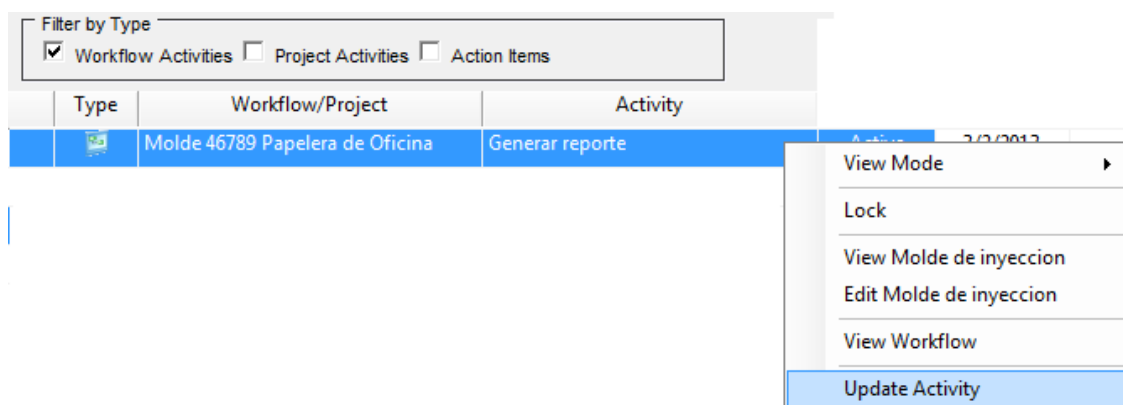 Filter by Type
Workflow Activities Project Activities Action Items
Type Workflow/Project Activity
Molde 46789 Papelera de Oficina Generar reporte
View Mode
Lock
View Molde de inyeccion
Edit Molde de inyeccion
View Workflow
Update Activity